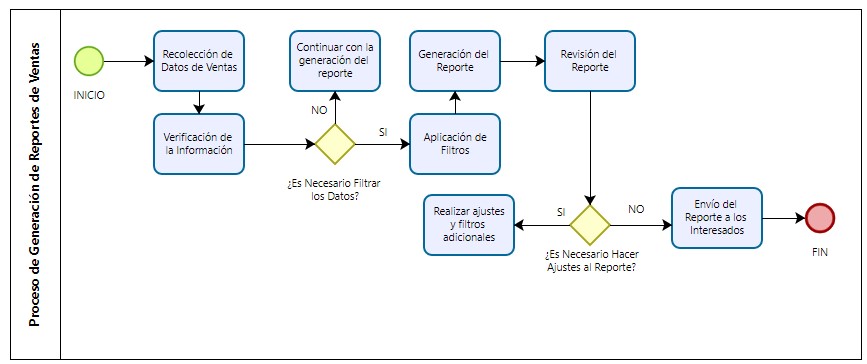 Proceso de Generación de Reportes de Ventas
INICIO
Recolección de
Datos de Ventas
Verificación de
la Información
Continuar con la
generación del
reporte
NO
¿Es Necesario Filtrar
los Datos?
SI
Aplicación de
Filtros
Generación del
Reporte
Revisión del
Reporte
¿Es Necesario Hacer
Ajustes al Reporte?
SI
Realizar ajustes
y filtros
adicionales
NO
Envío del
Reporte a los
Interesados
FIN